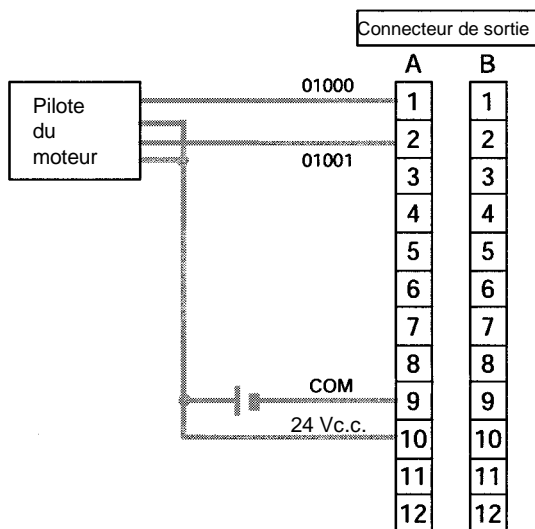 Connecteur de sortie
A B
01000
Pilote
du
moteur
01001
1 1
2 2
3 3
4 4
5 5
6 6
7 7
8 8
COM
9 9
24 Vc.c.
10 10
11 11
12 12